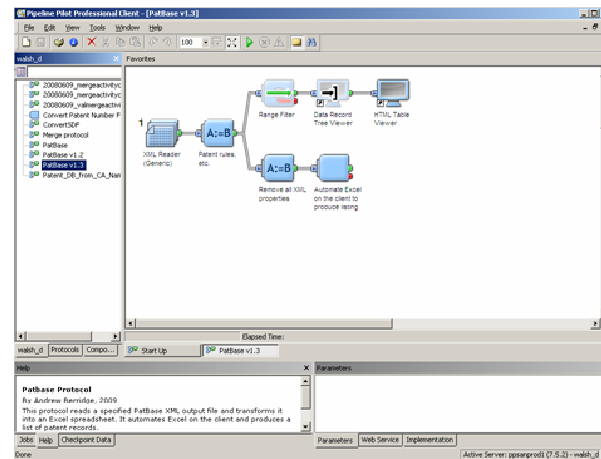 Pipeline Pilot Professional Client - [PatBase v1.3]
File Edit View Tools Window Help
100
walsh_d
Favorites
20080609_mergeactivityc
20080609_mergeactivityc
20080609_valmergeactivi
Convert Patent Number F
ConvertSDF
Merge protocol
PatBase
PatBase v1.2
PatBase v1.3
Patent_DB_from_CA_Nan
1
XML Reader
(Generic)
A:=B
Patent rules,
etc.
Range Filter
Data Record
Tree Viewer
HTML Table
Viewer
A:=B
Remove all XML
properties
Automate Excel
on the client to
produce listing
Elapsed Time:
walsh_d Protocols Compo...
Start Up
PatBase v1.3
Help
Parameters
Patbase Protocol
By Andrew Berridge, 2009
This protocol reads a specified PatBase XML output file and transforms it
into an Excel spreadsheet. It automates Excel on the client and produces a
list of patent records.
Jobs Help Checkpoint Data
Parameters Web Service Implementation
Done
Active Server: ppsanprod1 (7.5.2) - walsh_d